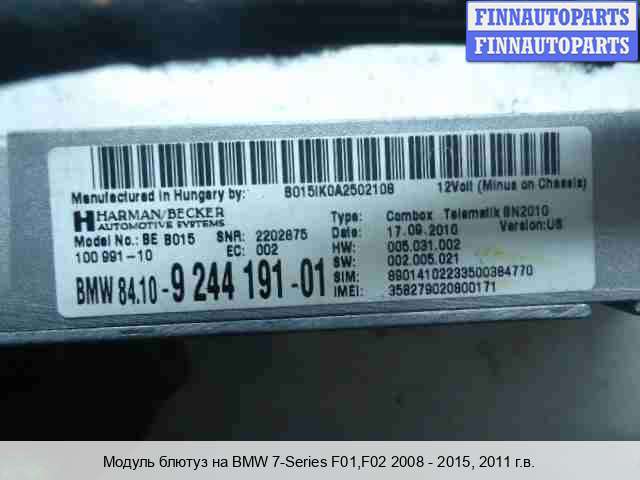 FINNAUTOPARTS
FINNAUTOPARTS
Manufactured in Hungary by: B015IK0A2502108 12Volt (Minus on Chassis)
HARMAN/BECKER
AUTOMOTIVE SYSTEMS
Type: Combox Telematik BN2010
Date: 17.09.2010 Version:US
Model No.: BE B015 SNR: 2202875
HW: 005.031.002
100 991-10 EC: 002
SW: 002.005.021
BMW 84.10-9 244 191-01
SIM: 89014102233500384770
IMEI: 358279020800171
Модуль блютуз на BMW 7-Series F01,F02 2008 - 2015, 2011 г.в.